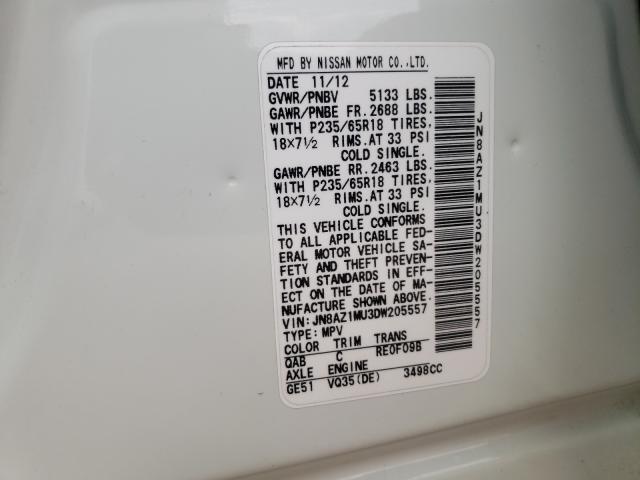 MFD BY NISSAN MOTOR CO.,LTD.
DATE 11/12
GVWR/PNBV 5133 LBS.
GAWR/PNBE FR. 2688 LBS.
WITH P235/65R18 TIRES,
18×7½ RIMS. AT 33 PSI
COLD SINGLE.
GAWR/PNBE RR. 2463 LBS.
WITH P235/65R18 TIRES,
18×7½ RIMS. AT 33 PSI
COLD SINGLE.
THIS VEHICLE CONFORMS
TO ALL APPLICABLE FED-
ERAL MOTOR VEHICLE SA-
FETY AND THEFT PREVEN-
TION STANDARDS IN EFF-
ECT ON THE DATE OF MA-
NUFACTURE SHOWN ABOVE.
VIN: JN8AZ1MU3DW205557
TYPE: MPV
COLOR TRIM TRANS
QAB C RE0F09B
AXLE ENGINE
GE51 VQ35(DE) 3498CC
JN8AZ1MU3DW205557